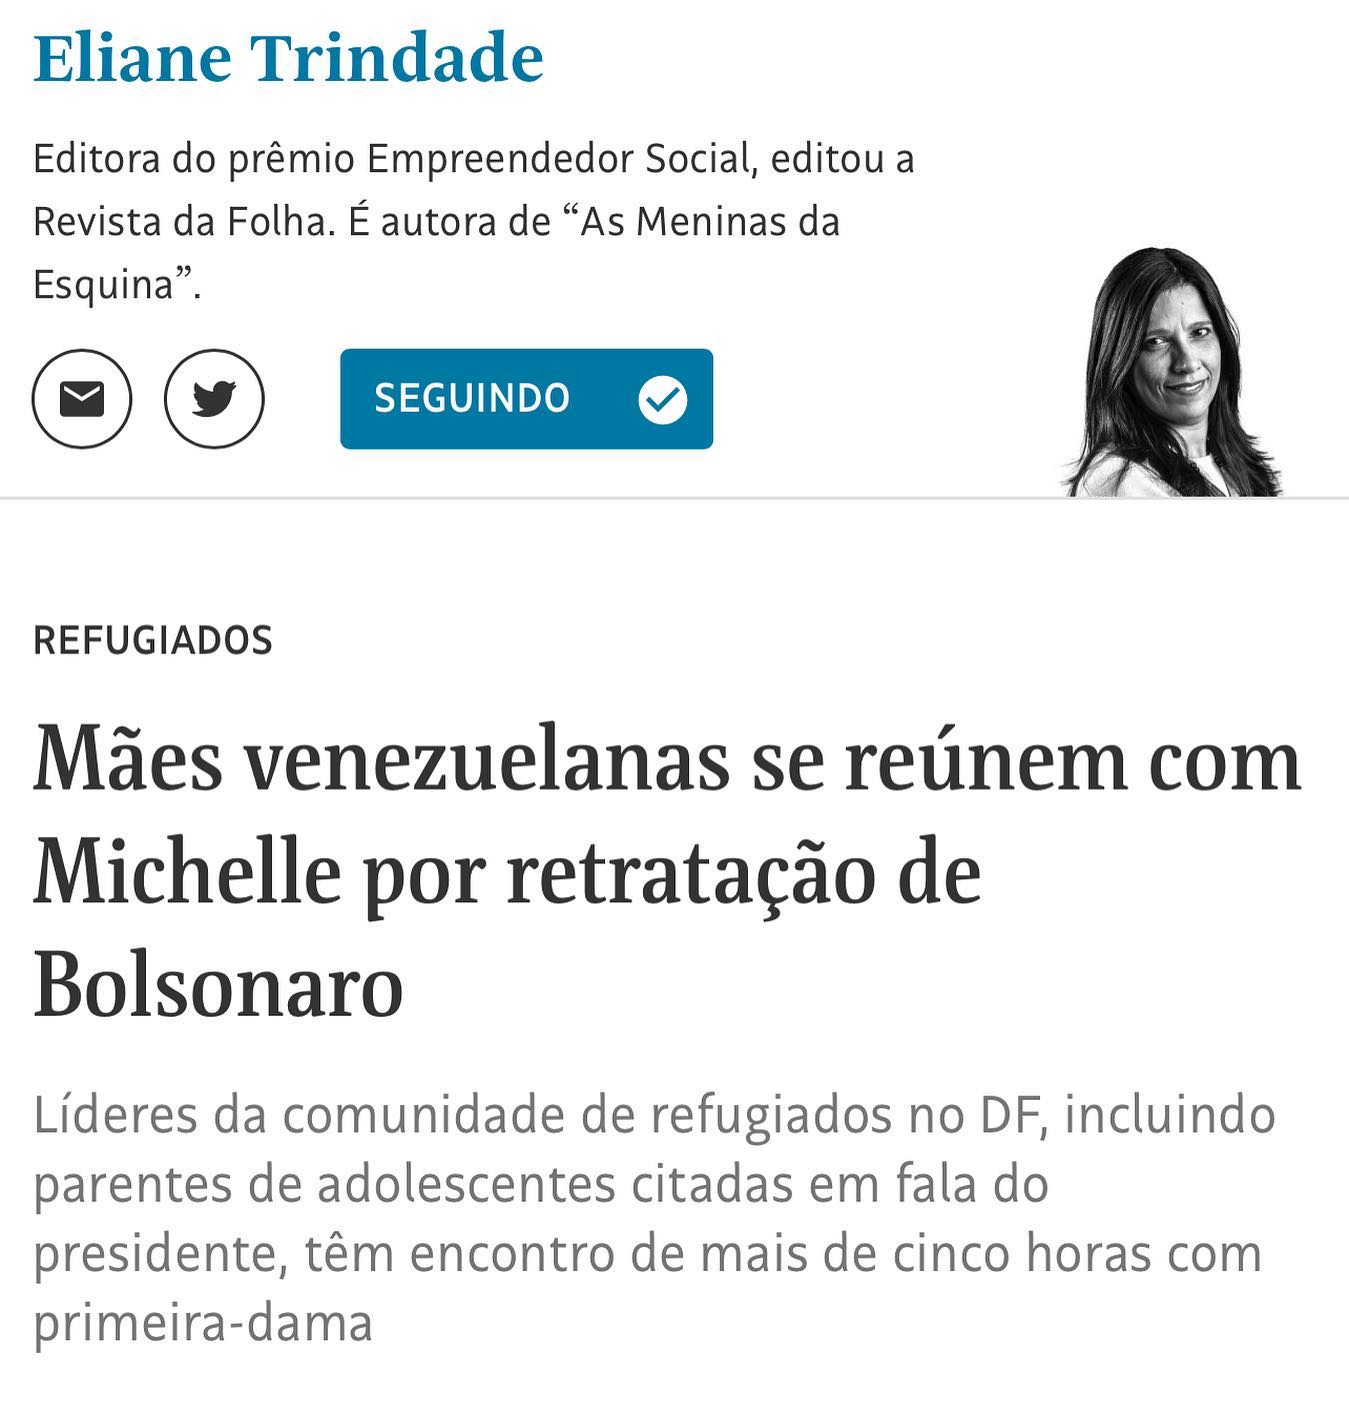 Eliane Trindade
Editora do prêmio Empreendedor Social, editou a
Revista da Folha. É autora de “As Meninas da
Esquina”.
SEGUINDO
REFUGIADOS
Mães venezuelanas se reúnem com
Michelle por retratação de
Bolsonaro
Líderes da comunidade de refugiados no DF, incluindo
parentes de adolescentes citadas em fala do
presidente, têm encontro de mais de cinco horas com
primeira-dama